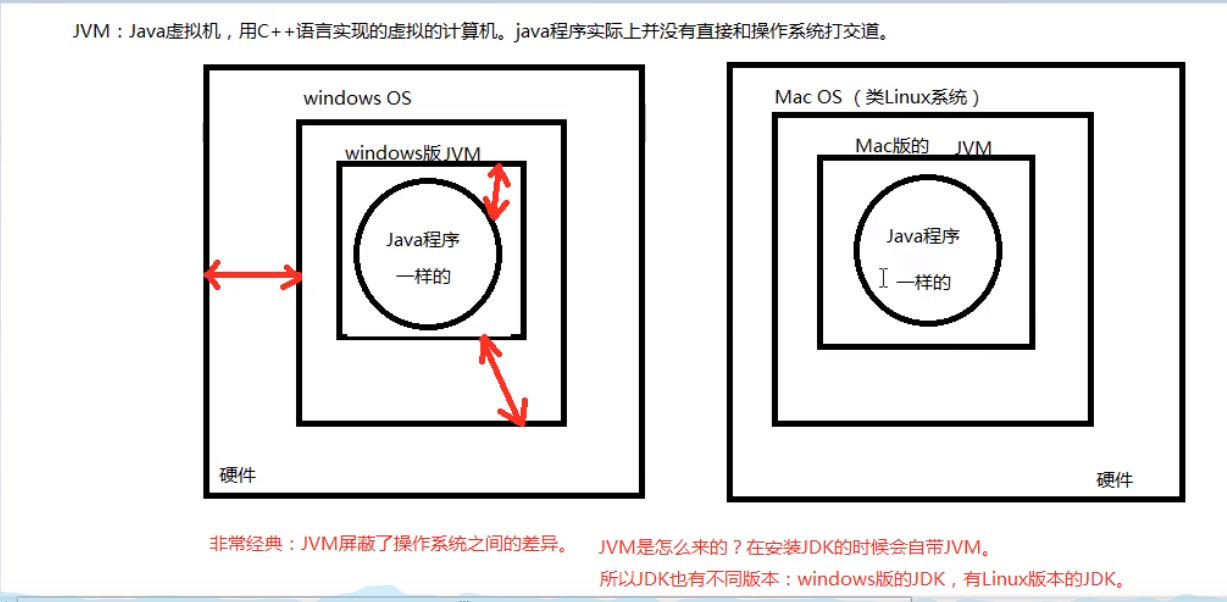 JVM：Java虚拟机，用C++语言实现的虚拟的计算机。java程序实际上并没有直接和操作系统打交道。
windows OS
windows版JVM
Java程序
一样的
硬件
Mac OS （类Linux系统）
Mac版的 JVM
Java程序
一样的
硬件
非常经典：JVM屏蔽了操作系统之间的差异。
JVM是怎么来的？在安装JDK的时候会自带JVM。
所以JDK也有不同版本：windows版的JDK，有Linux版本的JDK。